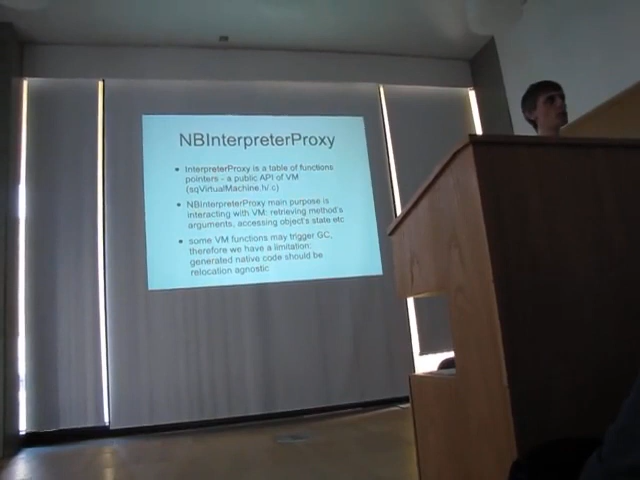 NBInterpreterProxy
• InterpreterProxy is a table of functions
pointers - a public API of VM
(sqVirtualMachine.h/.c)
• NBInterpreterProxy main purpose is
interacting with VM: retrieving method's
arguments, accessing object's state etc
• some VM functions may trigger GC,
therefore we have a limitation:
generated native code should be
relocation agnostic